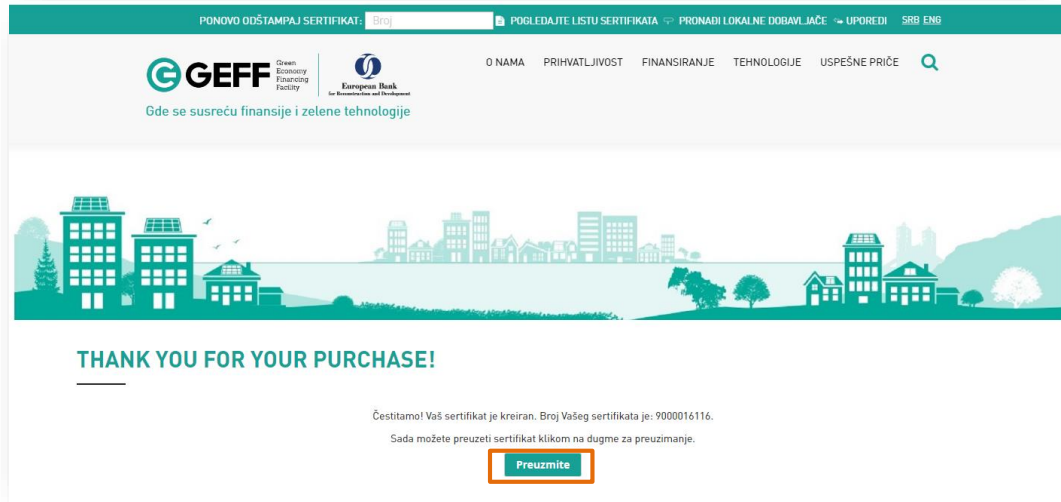 PONOVO ODŠTAMPAJ SERTIFIKAT: Broj POGLEDAJTE LISTU SERTIFIKATA PRONAĐI LOKALNE DOBAVLJAČE UPOREDI SRB ENG
GEFF Green Economy Financing Facility
European Bank
for Reconstruction and Development
O NAMA PRIHVATLJIVOST FINANSIRANJE TEHNOLOGIJE USPEŠNE PRIČE
Gde se susreću finansije i zelene tehnologije
THANK YOU FOR YOUR PURCHASE!
Čestitamo! Vaš sertifikat je kreiran. Broj Vašeg sertifikata je: 9000016116.
Sada možete preuzeti sertifikat klikom na dugme za preuzimanje.
Preuzmite